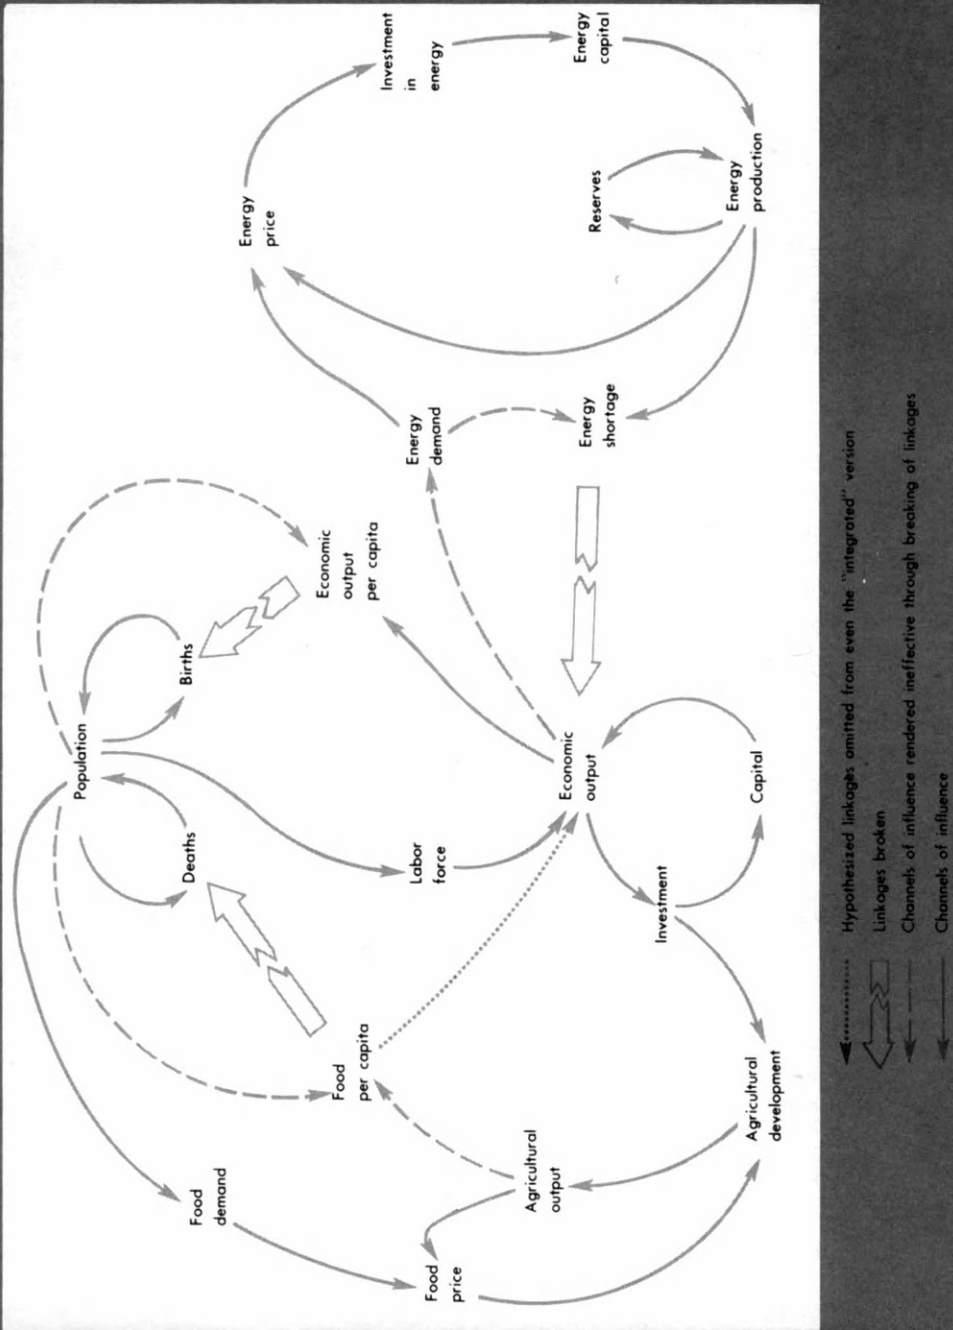 Population
Food
demand
Deaths
Births
Energy
price
Economic
output
per capita
Food
per capita
Investment
in
energy
Food
price
Labor
force
Energy
demand
Agricultural
output
Economic
output
Energy
shortage
Reserves
Energy
capital
Investment
Agricultural
development
Capital
Energy
production
Hypothesized linkages omitted from even the "integrated" version
Linkages broken
Channels of influence rendered ineffective through breaking of linkages
Channels of influence